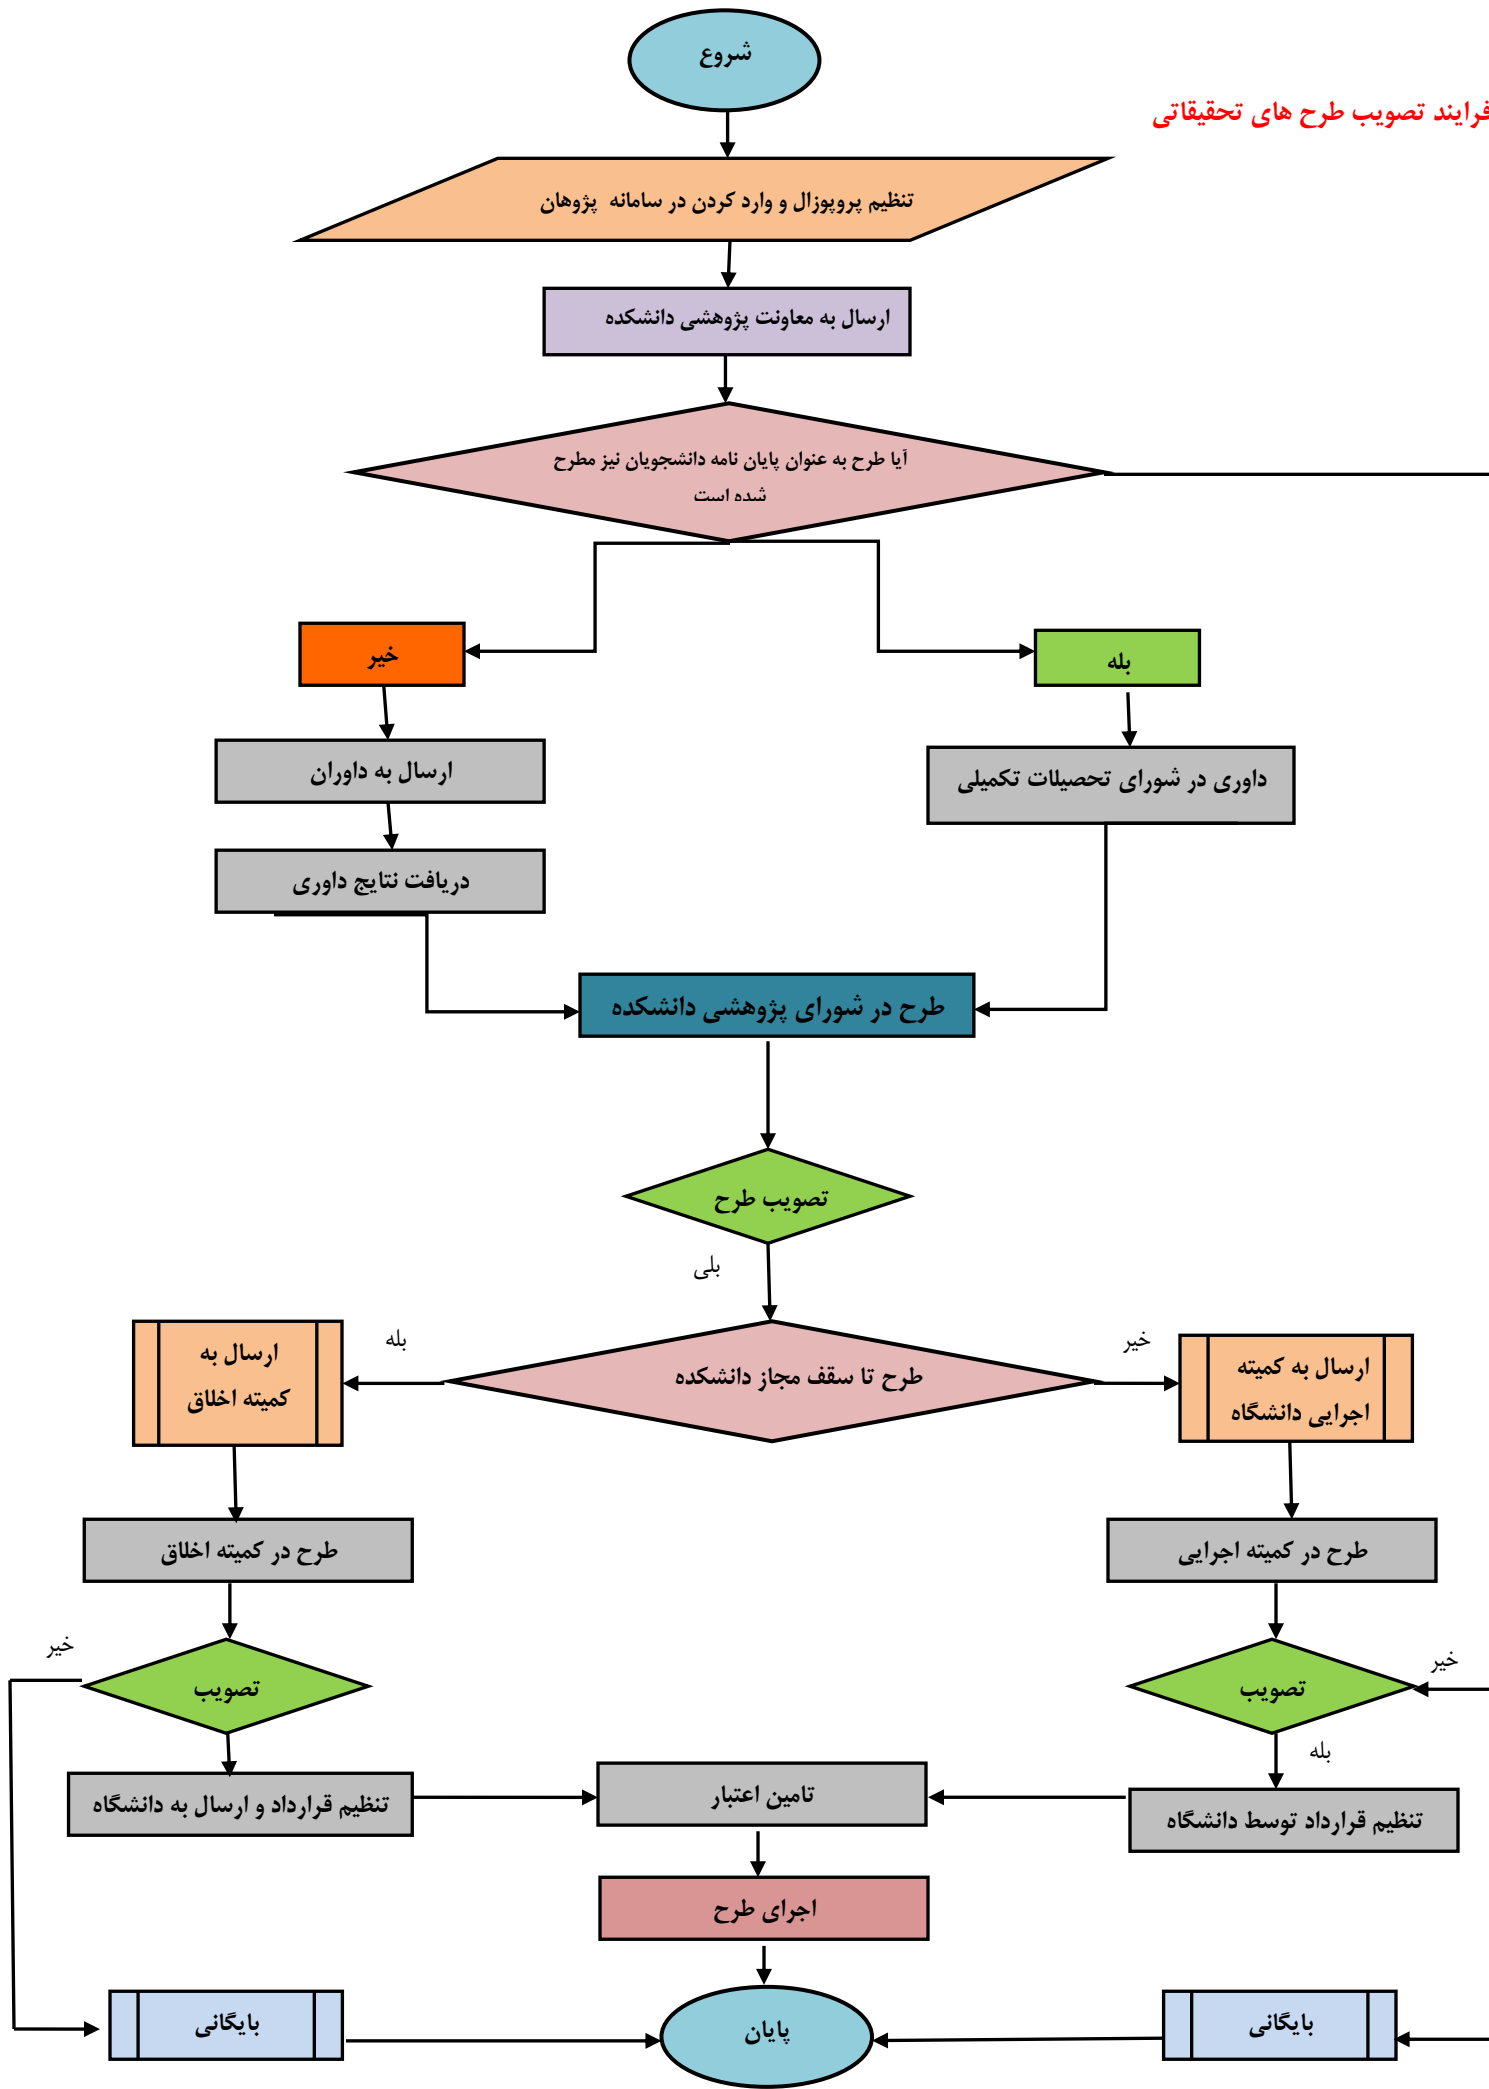 شروع
فرایند تصویب طرح های تحقیقاتی
تنظیم پروپوزال و وارد کردن در سامانه پژوهان
ارسال به معاونت پژوهشی دانشکده
آیا طرح به عنوان پایان نامه دانشجویان نیز مطرح
شده است
خیر
بله
ارسال به داوران
داوری در شورای تحصیلات تکمیلی
دریافت نتایج داوری
طرح در شورای پژوهشی دانشکده
تصویب طرح
بلی
خیر
بله
ارسال به کمیته
اجرایی دانشگاه
طرح تا سقف مجاز دانشکده
ارسال به
کمیته اخلاق
طرح در کمیته اجرایی
طرح در کمیته اخلاق
خیر
خیر
تصویب
تصویب
بله
تنظیم قرارداد توسط دانشگاه
تامین اعتبار
تنظیم قرارداد و ارسال به دانشگاه
اجرای طرح
بایگانی
پایان
بایگانی